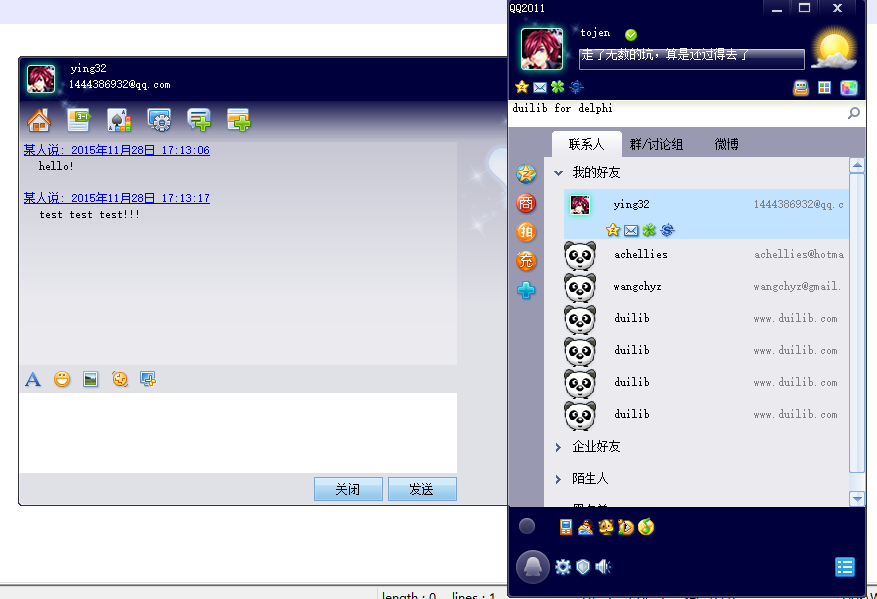 ying32
1444386932@qq.com
某人说: 2015年11月28日 17:13:06
hello!
某人说: 2015年11月28日 17:13:17
test test test!!!
关闭
发送
QQ2011
tojen
走了无数的坑，算是还过得去了
duilib for delphi
联系人
群/讨论组
微博
商
拍
充
我的好友
ying32 1444386932@qq.c
achellies achellies@hotma
wangchyz wangchyz@gmail.
duilib www.duilib.com
duilib www.duilib.com
duilib www.duilib.com
duilib www.duilib.com
企业好友
陌生人
length : 0 lines : 1